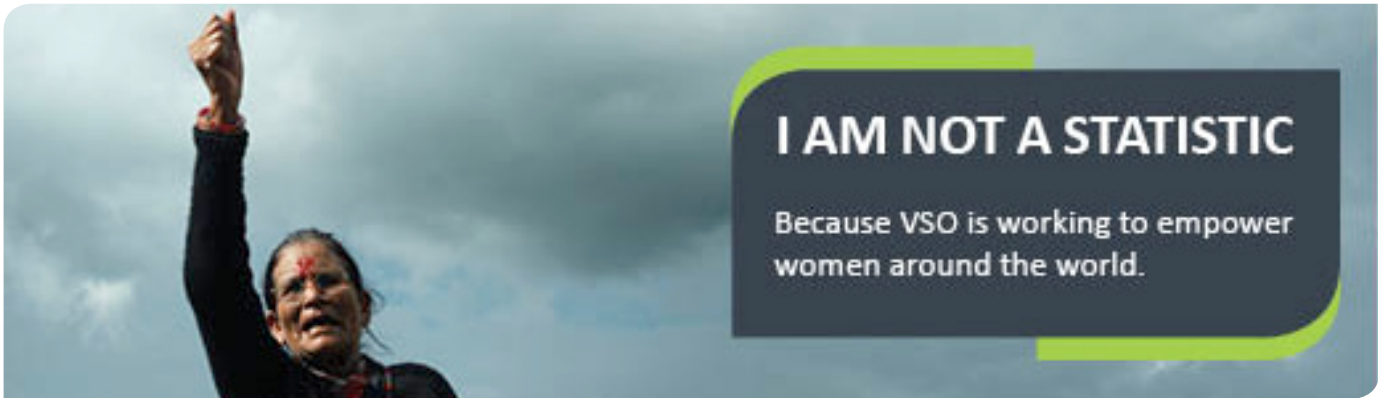 I AM NOT A STATISTIC
Because VSO is working to empower
women around the world.